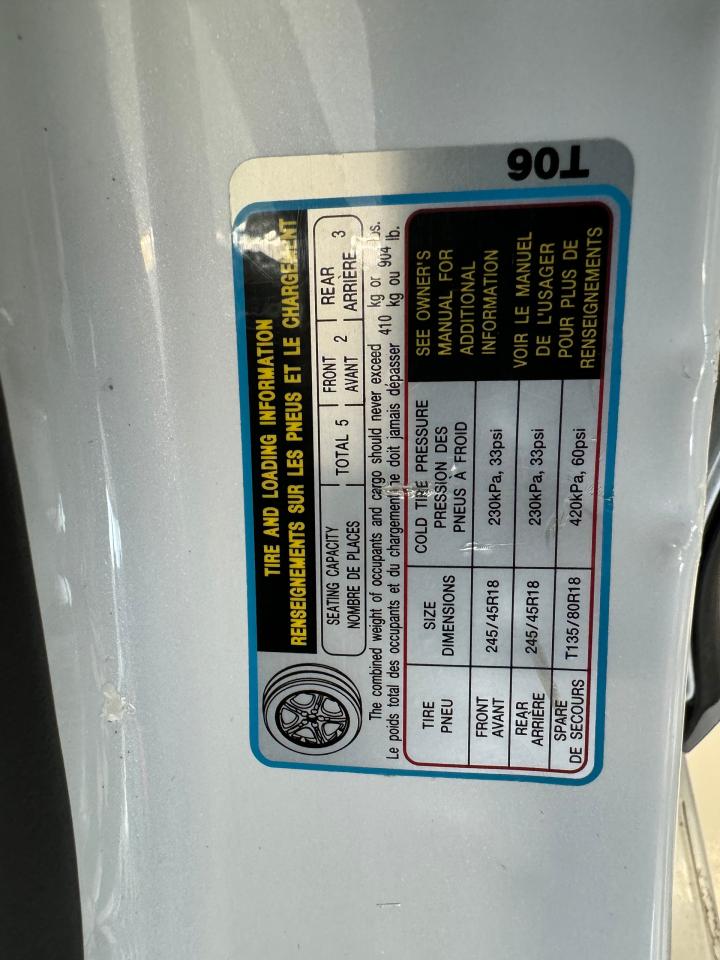 T06
TIRE AND LOADING INFORMATION
RENSEIGNEMENTS SUR LES PNEUS ET LE CHARGEMENT
SEATING CAPACITY
NOMBRE DE PLACES
TOTAL 5
FRONT
AVANT 2
REAR
ARRIÈRE 3
The combined weight of occupants and cargo should never exceed 410 kg or 904 lbs.
Le poids total des occupants et du chargement ne doit jamais dépasser 410 kg ou 904 lb.
TIRE
PNEU
SIZE
DIMENSIONS
COLD TIRE PRESSURE
PRESSION DES
PNEUS À FROID
FRONT
AVANT
245/45R18
230kPa, 33psi
REAR
ARRIÈRE
245/45R18
230kPa, 33psi
SPARE
DE SECOURS
T135/80R18
420kPa, 60psi
SEE OWNER'S
MANUAL FOR
ADDITIONAL
INFORMATION
VOIR LE MANUEL
DE L'USAGER
POUR PLUS DE
RENSEIGNEMENTS